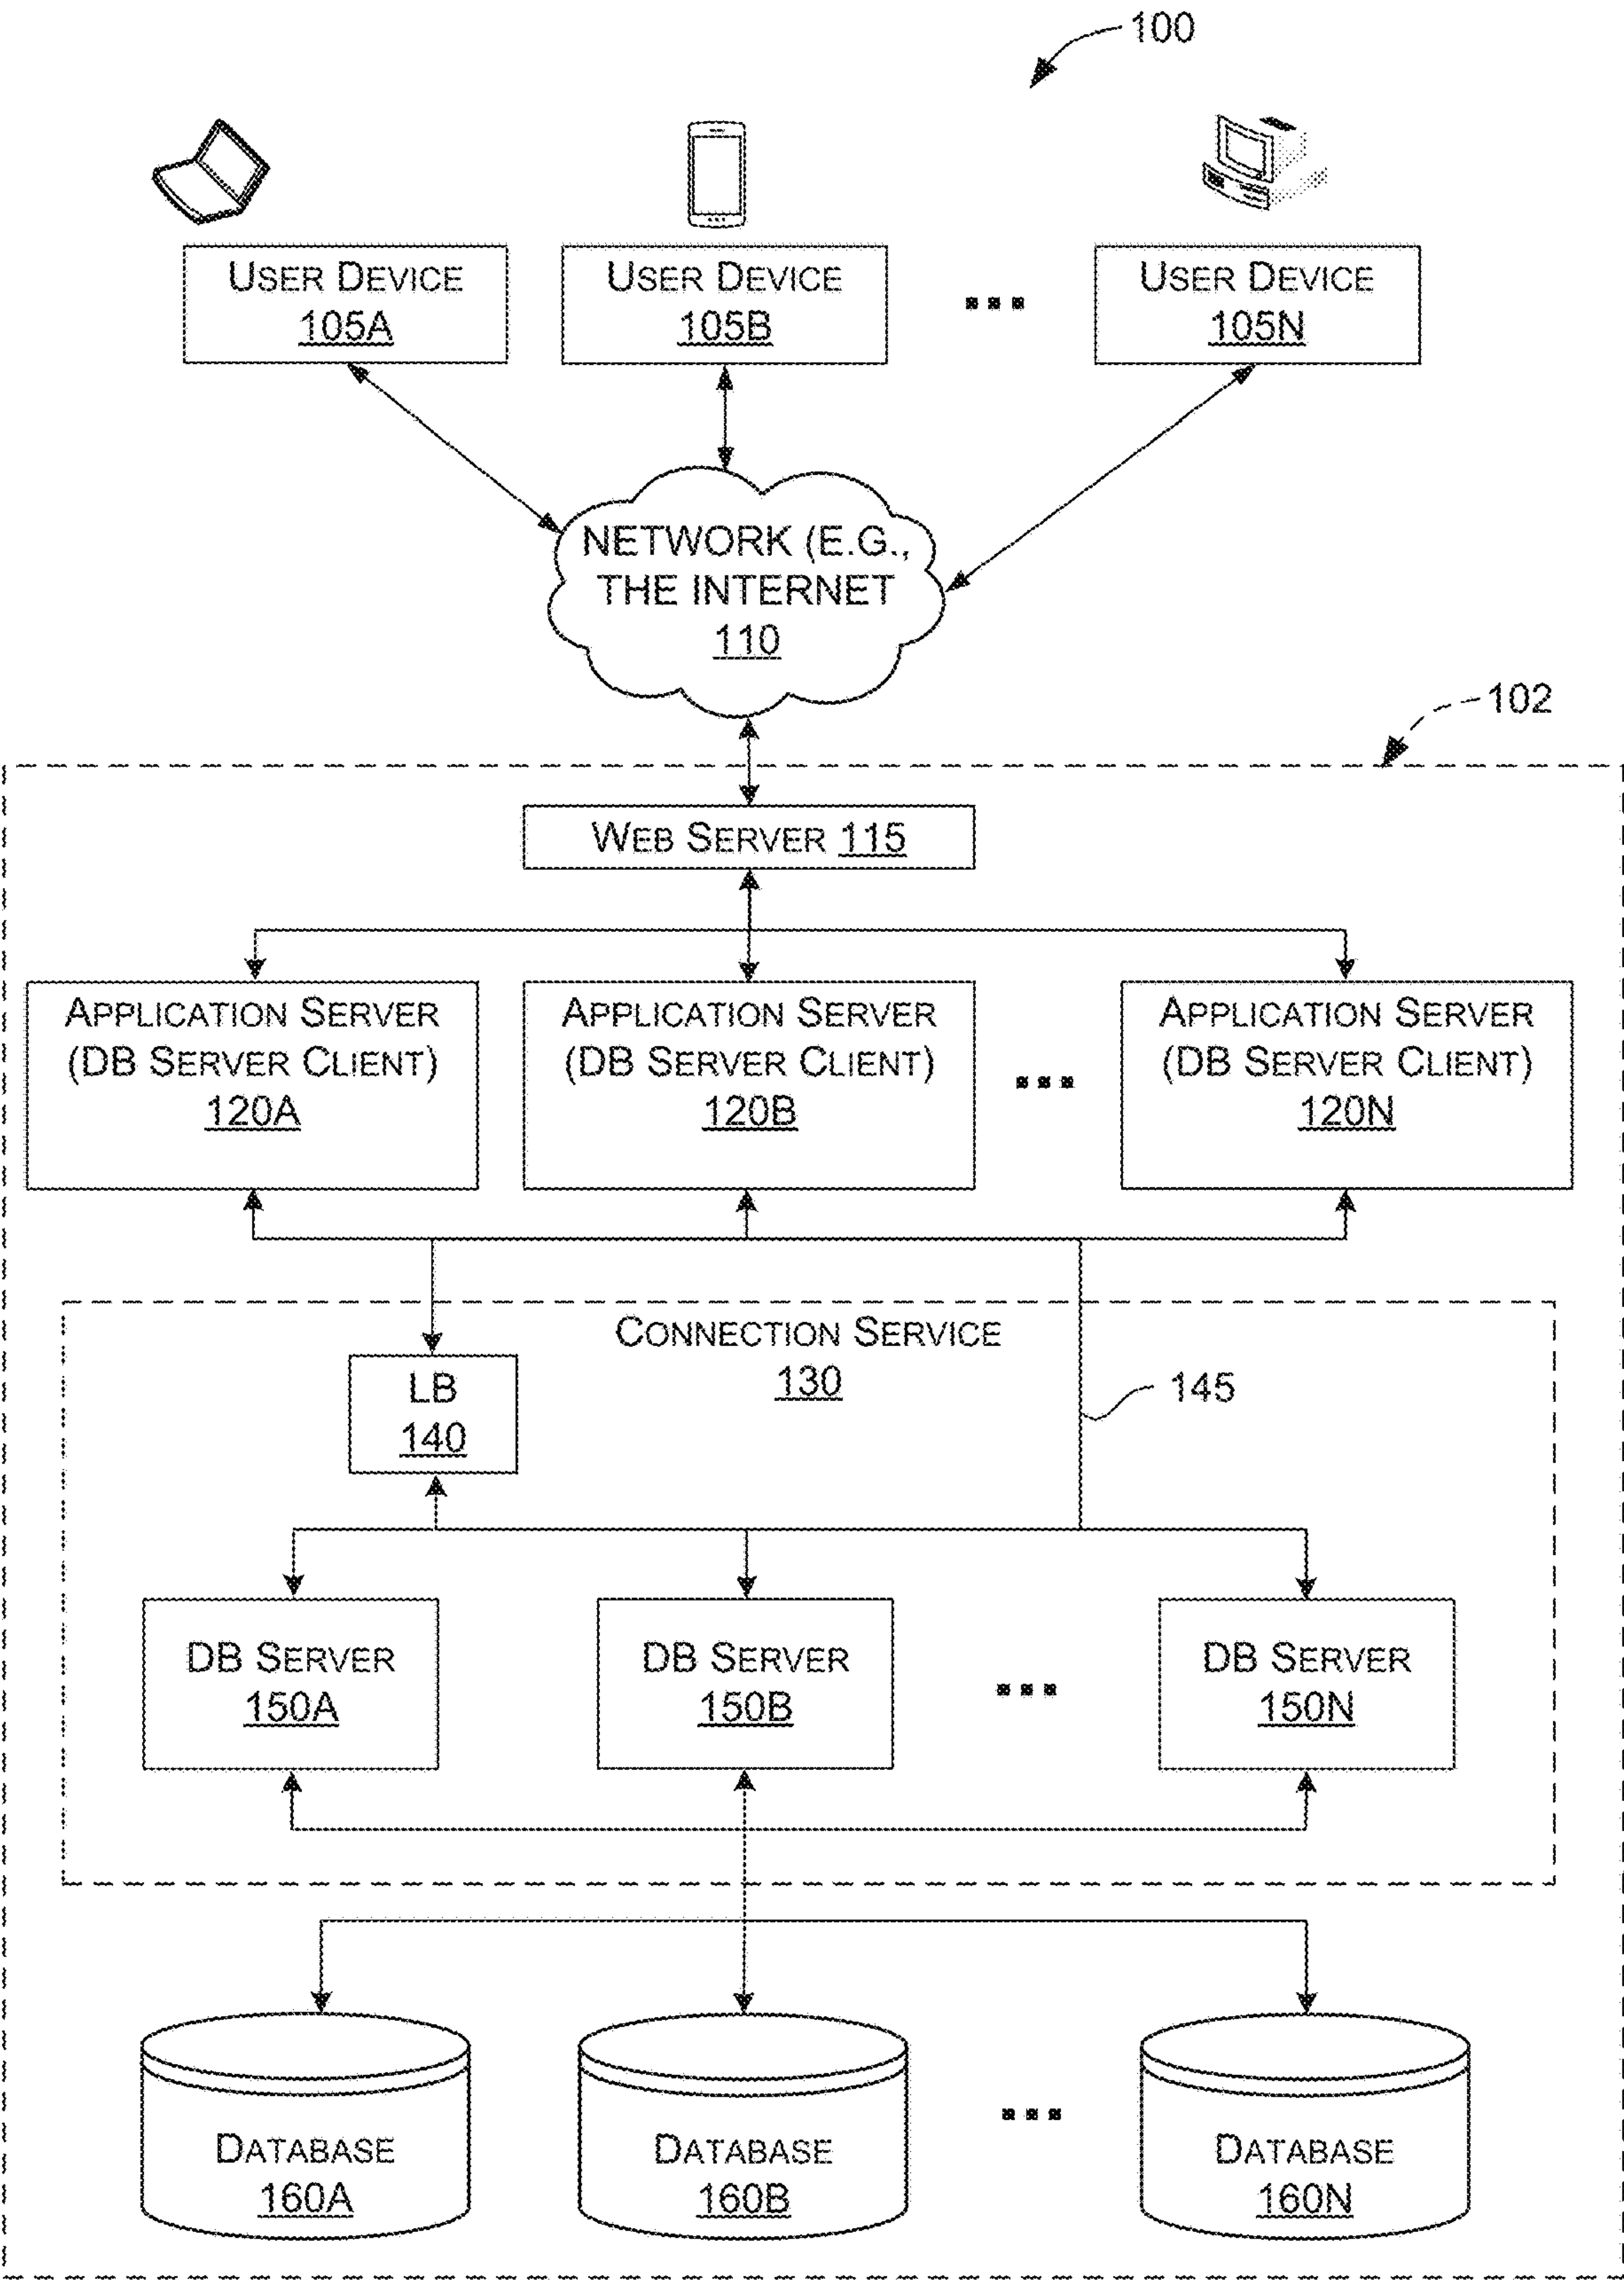 100
USER DEVICE
105A
USER DEVICE
105B
...
USER DEVICE
105N
NETWORK (E.G.,
THE INTERNET
110
102
WEB SERVER 115
APPLICATION SERVER
(DB SERVER CLIENT)
120A
APPLICATION SERVER
(DB SERVER CLIENT)
120B
...
APPLICATION SERVER
(DB SERVER CLIENT)
120N
CONNECTION SERVICE
130
LB
140
145
DB SERVER
150A
DB SERVER
150B
...
DB SERVER
150N
DATABASE
160A
DATABASE
160B
...
DATABASE
160N